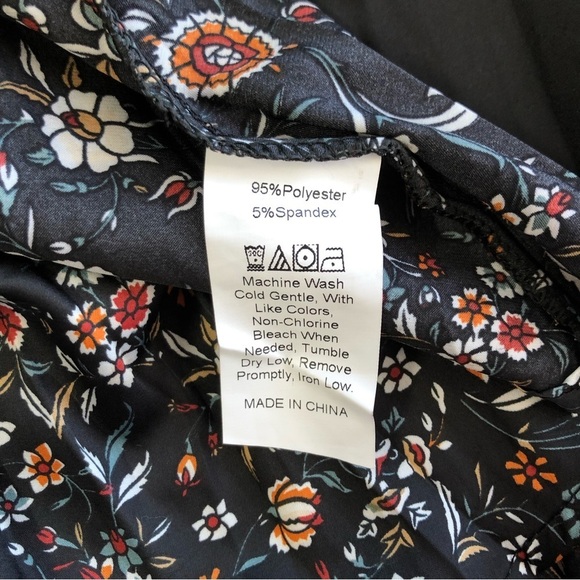 95%Polyester
5%Spandex
30C
Machine Wash
Cold Gentle, With
Like Colors,
Non-Chlorine
Bleach When
Needed, Tumble
Dry Low, Remove
Promptly, Iron Low.
MADE IN CHINA